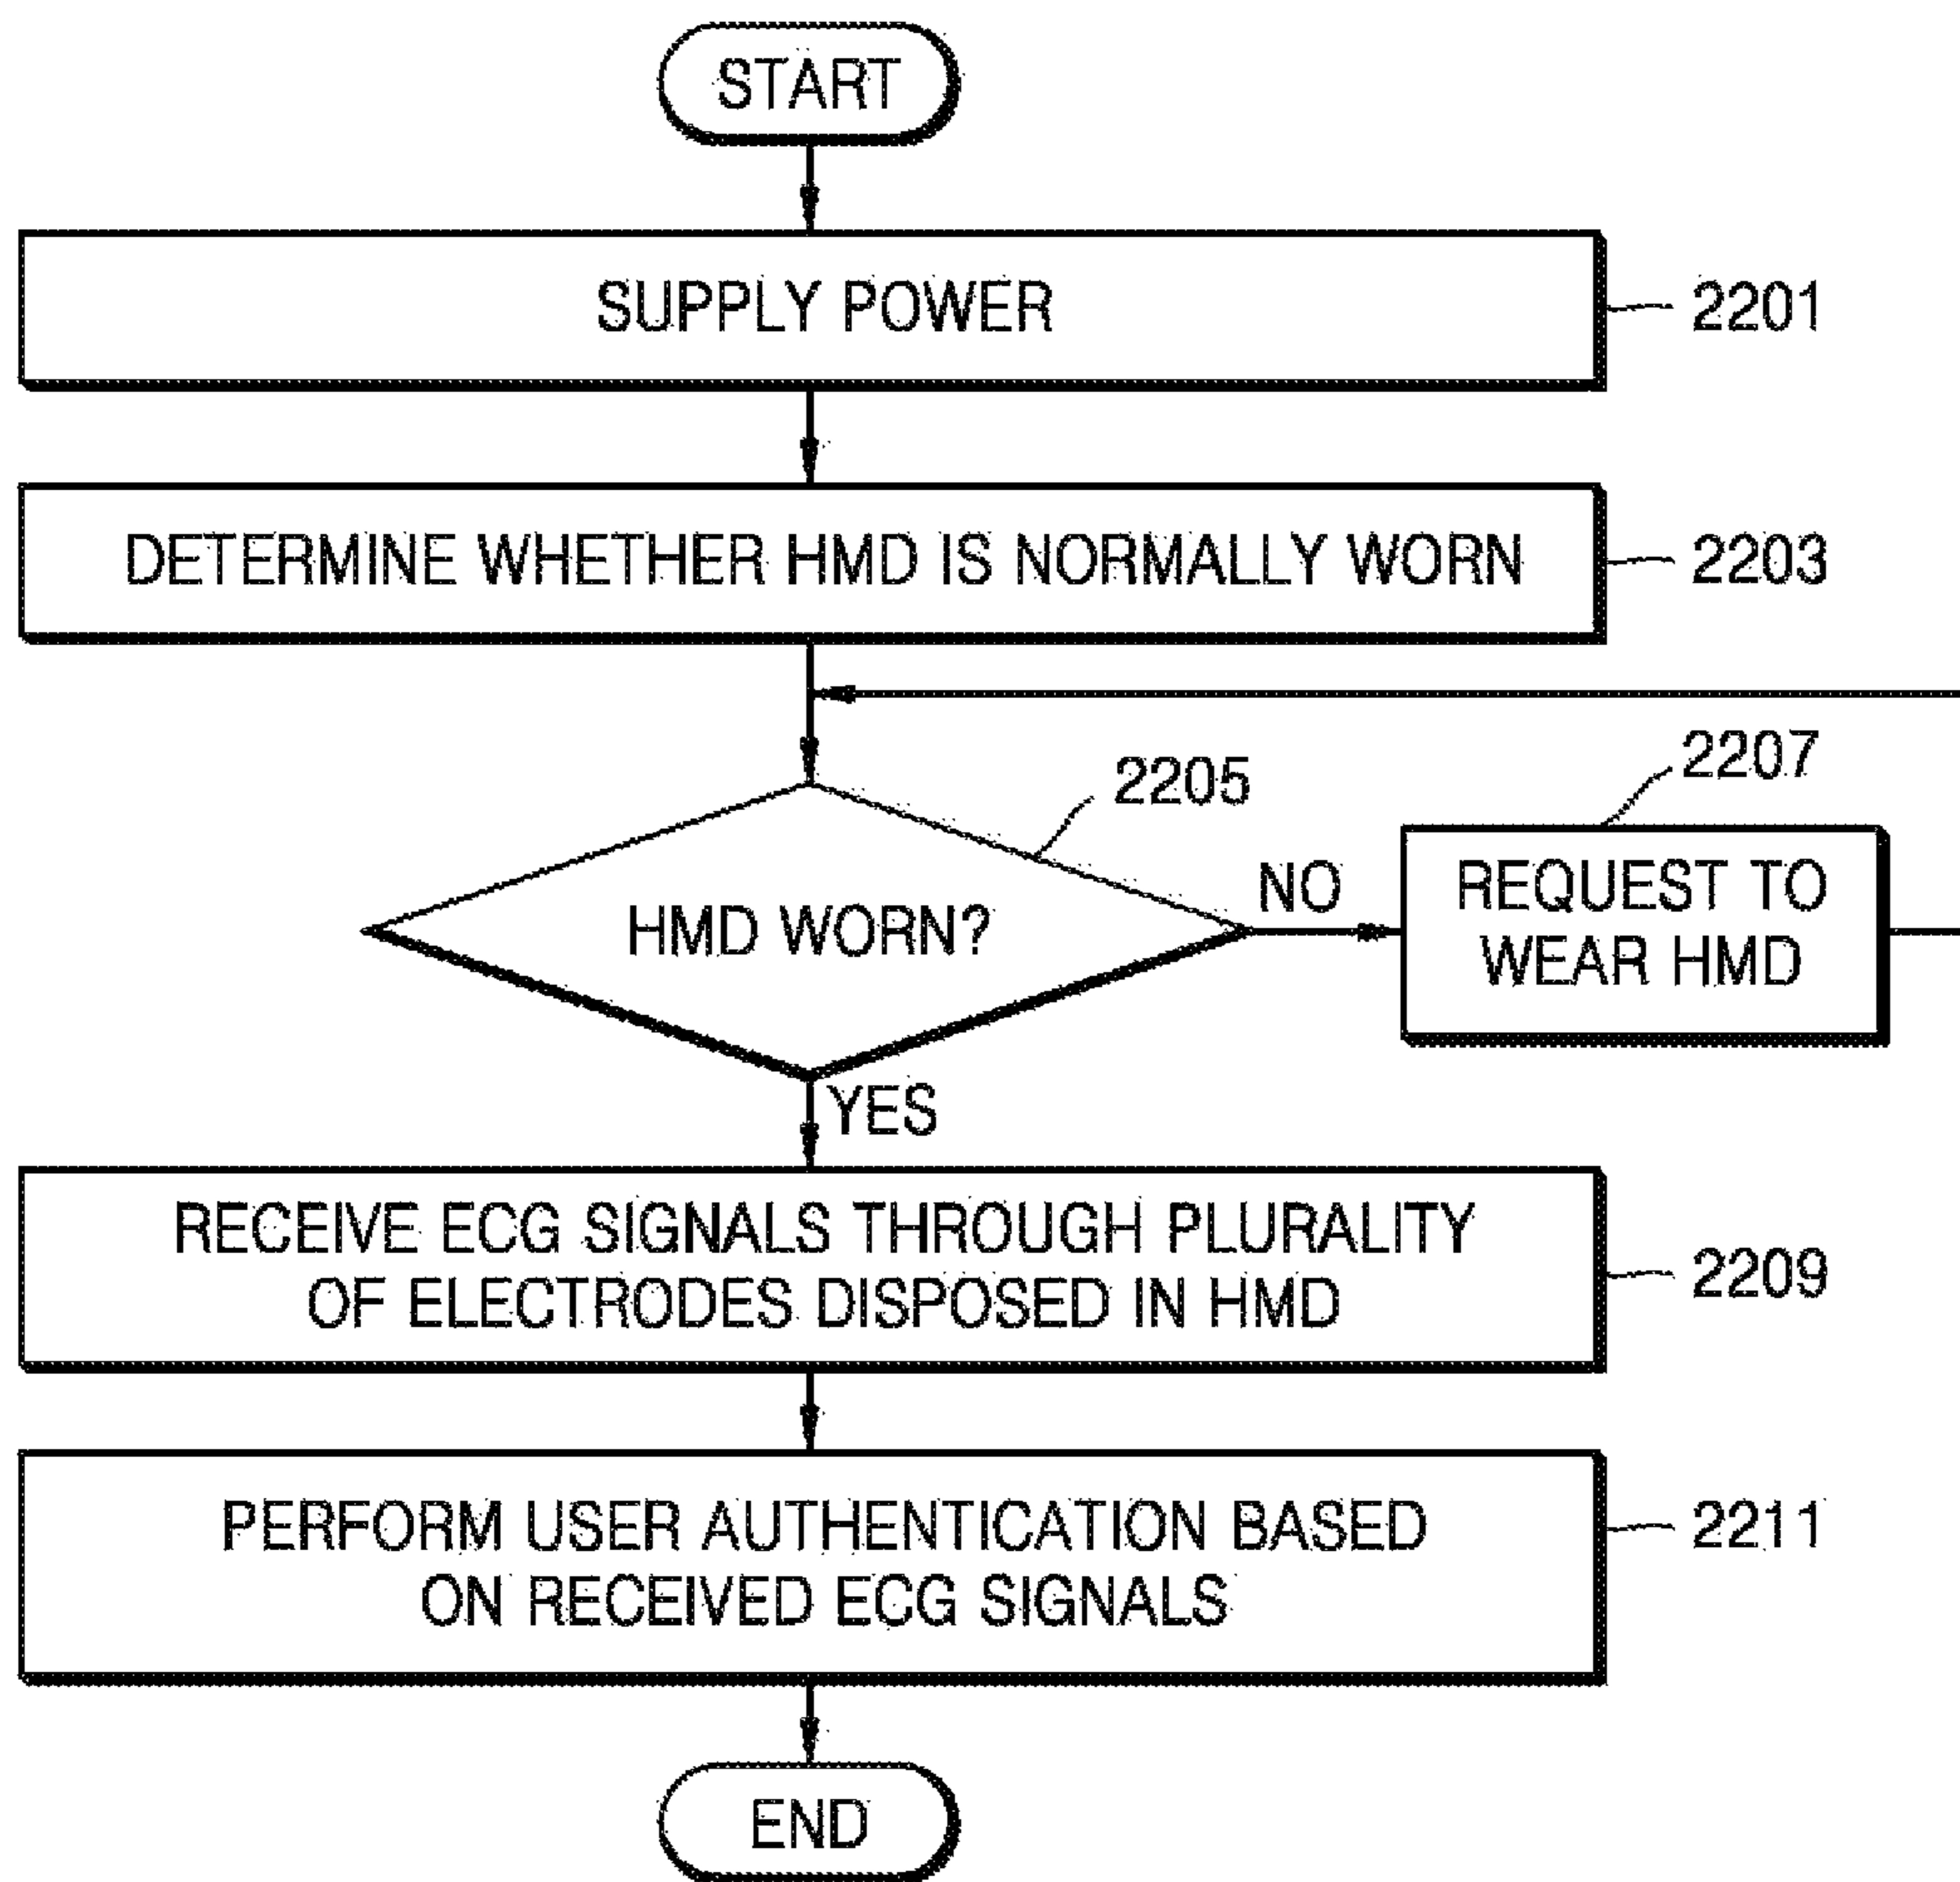 START
SUPPLY POWER
2201
DETERMINE WHETHER HMD IS NORMALLY WORN
2203
2205
HMD WORN?
NO
2207
REQUEST TO
WEAR HMD
YES
RECEIVE ECG SIGNALS THROUGH PLURALITY
OF ELECTRODES DISPOSED IN HMD
2209
PERFORM USER AUTHENTICATION BASED
ON RECEIVED ECG SIGNALS
2211
END